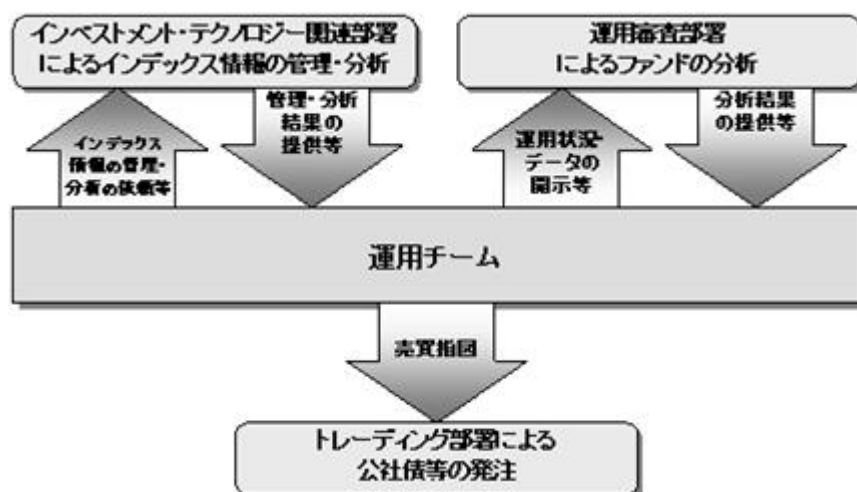 インベストメント・テクノロジー関連部署
によるインデックス情報の管理・分析
運用審査部署
によるファンドの分析
インデックス
情報の管理・
分析の依頼等
管理・分析
結果の
提供等
運用状況・
データの
開示等
分析結果
の提供等
運用チーム
売買指図
トレーディング部署による
公社債等の発注